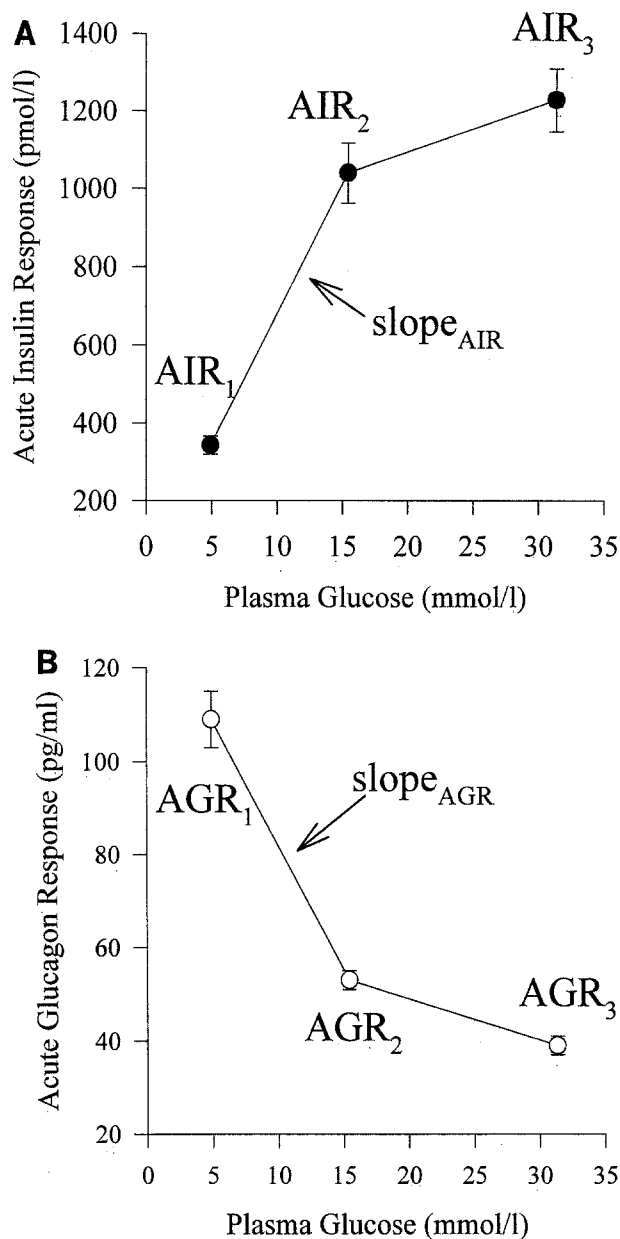 A
1400
1200
1000
800
600
400
200
Acute Insulin Response (pmol/l)
AIR₁
AIR₂
AIR₃
slope_AIR
0 5 10 15 20 25 30 35
Plasma Glucose (mmol/l)
B
120
100
80
60
40
20
Acute Glucagon Response (pg/ml)
AGR₁
slope_AGR
AGR₂
AGR₃
0 5 10 15 20 25 30 35
Plasma Glucose (mmol/l)